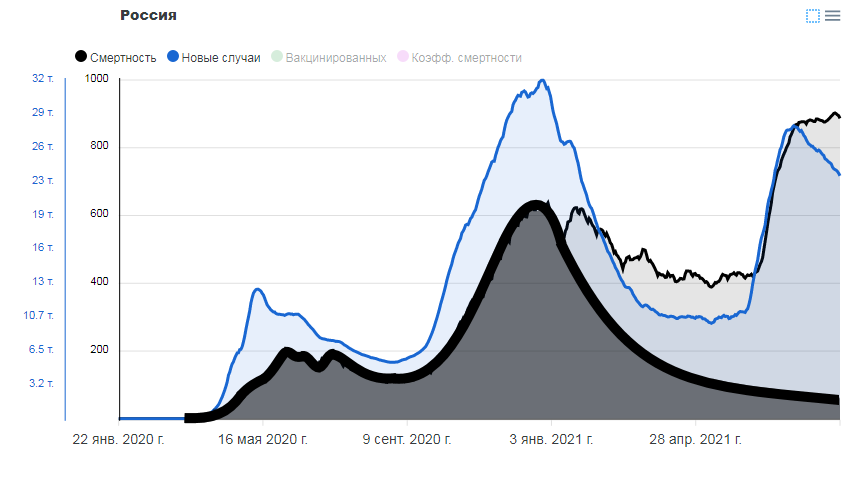 Россия
Смертность Новые случаи Вакцинированных Коэфф. смертности
32 т. 1000
29 т.
26 т. 800
23 т.
19 т. 600
16 т.
13 т. 400
10.7 т.
6.5 т. 200
3.2 т.
22 янв. 2020 г. 16 мая 2020 г. 9 сент. 2020 г. 3 янв. 2021 г. 28 апр. 2021 г.